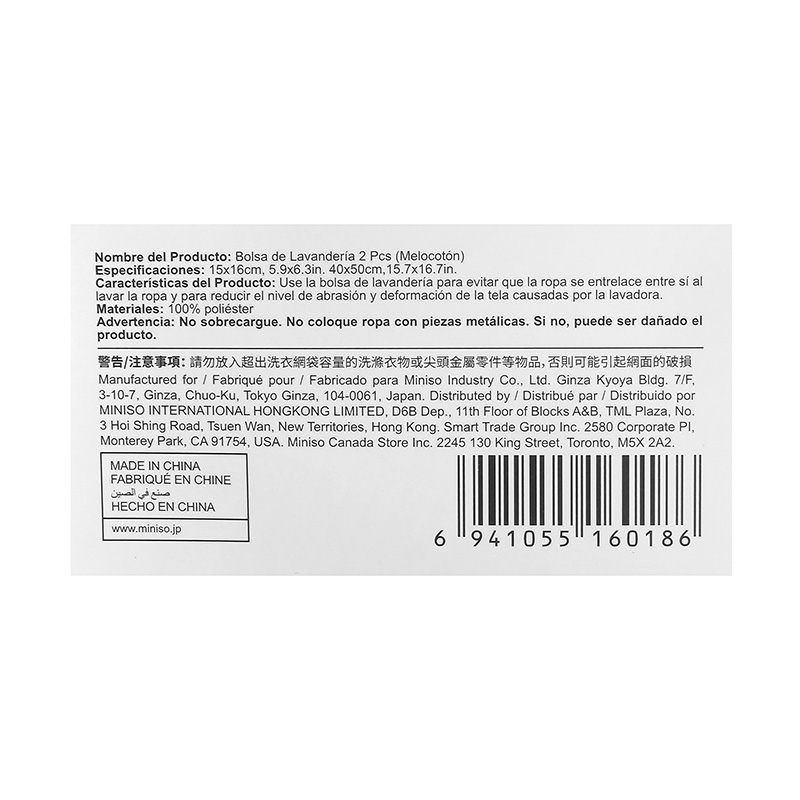 Nombre del Producto: Bolsa de Lavandería 2 Pcs (Melocotón)
Especificaciones: 15x16cm, 5.9x6.3in. 40x50cm,15.7x16.7in.
Características del Producto: Use la bolsa de lavandería para evitar que la ropa se entrelace entre sí al
lavar la ropa y para reducir el nivel de abrasión y deformación de la tela causadas por la lavadora.
Materiales: 100% poliéster
Advertencia: No sobrecargue. No coloque ropa con piezas metálicas. Si no, puede ser dañado el
producto.
警告/注意事項: 請勿放入超出洗衣網袋容量的洗滌衣物或尖頭金屬零件等物品,否則可能引起網面的破損
Manufactured for / Fabriqué pour / Fabricado para Miniso Industry Co., Ltd. Ginza Kyoya Bldg. 7/F,
3-10-7, Ginza, Chuo-Ku, Tokyo Ginza, 104-0061, Japan. Distributed by / Distribué par / Distribuido por
MINISO INTERNATIONAL HONGKONG LIMITED, D6B Dep., 11th Floor of Blocks A&B, TML Plaza, No.
3 Hoi Shing Road, Tsuen Wan, New Territories, Hong Kong. Smart Trade Group Inc. 2580 Corporate PI,
Monterey Park, CA 91754, USA. Miniso Canada Store Inc. 2245 130 King Street, Toronto, M5X 2A2.
MADE IN CHINA
FABRIQUÉ EN CHINE
صنع في الصين
HECHO EN CHINA
www.miniso.jp
6 941055 160186